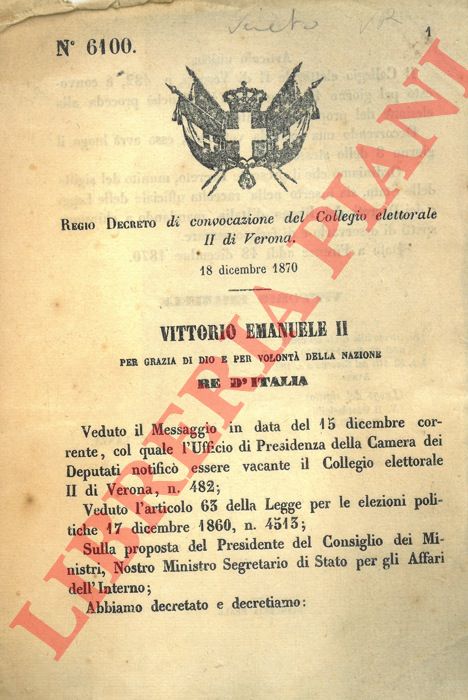 Veneto VR 1
N° 6100.
REGIO DECRETO di convocazione del Collegio elettorale
II di Verona.
18 dicembre 1870
VITTORIO EMANUELE II
PER GRAZIA DI DIO E PER VOLONTÀ DELLA NAZIONE
RE D'ITALIA
Veduto il Messaggio in data del 15 dicembre cor-
rente, col quale l'Ufficio di Presidenza della Camera dei
Deputati notificò essere vacante il Collegio elettorale
II di Verona, n. 482;
Veduto l'articolo 63 della Legge per le elezioni poli-
tiche 17 dicembre 1860, n. 4513;
Sulla proposta del Presidente del Consiglio dei Mi-
nistri, Nostro Ministro Segretario di Stato per gli Affari
dell'Interno;
Abbiamo decretato e decretiamo:
LIBRERIA PIANI